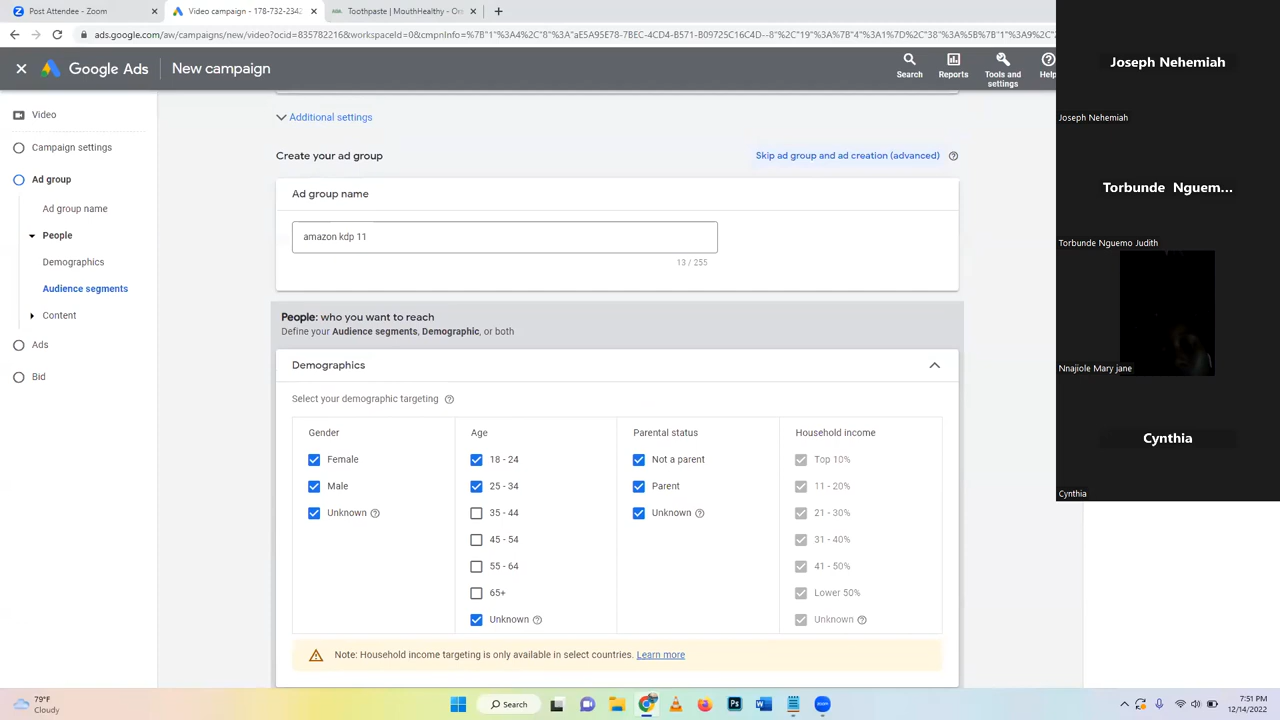 Post Attendee - Zoom
Video campaign - 178-732-2342
Toothpaste | MouthHealthy - Or
ads.google.com/aw/campaigns/new/video?ocid=835782216&workspaceId=0&cmpnInfo=%7B"1"%3A4%2C"8"%3A"aE5A95E78-7BEC-4CD4-B571-B09725C16C4D--8"%2C"19"%3A%7B"4"%3A1%7D%2C"38"%3A%5B%7B"1"%3A9%2C"
Google Ads
New campaign
Search
Reports
Tools and
settings
Help
Video
Campaign settings
Ad group
Ad group name
People
Demographics
Audience segments
Content
Ads
Bid
Additional settings
Create your ad group
Skip ad group and ad creation (advanced)
Ad group name
amazon kdp 11
13 / 255
People: who you want to reach
Define your Audience segments, Demographic, or both
Demographics
Select your demographic targeting
Gender
Female
Male
Unknown
Age
18 - 24
25 - 34
35 - 44
45 - 54
55 - 64
65+
Unknown
Parental status
Not a parent
Parent
Unknown
Household income
Top 10%
11 - 20%
21 - 30%
31 - 40%
41 - 50%
Lower 50%
Unknown
Note: Household income targeting is only available in select countries. Learn more
Joseph Nehemiah
Joseph Nehemiah
Torbunde Nguem...
Torbunde Nguemo Judith
Nnajiole Mary jane
Cynthia
Cynthia
79°F
Cloudy
Search
7:51 PM
12/14/2022